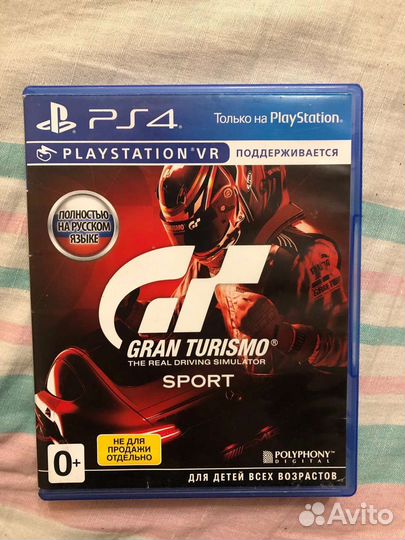 PS4 Только на PlayStation®
PLAYSTATION®VR ПОДДЕРЖИВАЕТСЯ
ПОЛНОСТЬЮ
НА РУССКОМ
ЯЗЫКЕ
GT
GRAN TURISMO®
THE REAL DRIVING SIMULATOR
SPORT
0+
НЕ ДЛЯ
ПРОДАЖИ
ОТДЕЛЬНО
POLYPHONY
DIGITAL
ДЛЯ ДЕТЕЙ ВСЕХ ВОЗРАСТОВ
Avito